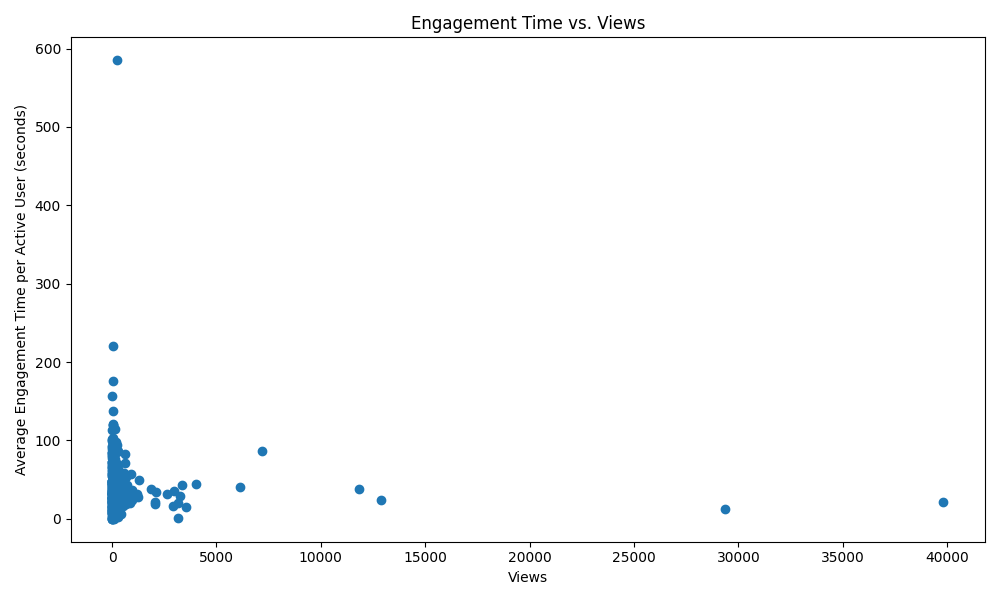 Engagement Time vs. Views
Average Engagement Time per Active User (seconds)
600
500
400
300
200
100
0
0 5000 10000 15000 20000 25000 30000 35000 40000
Views